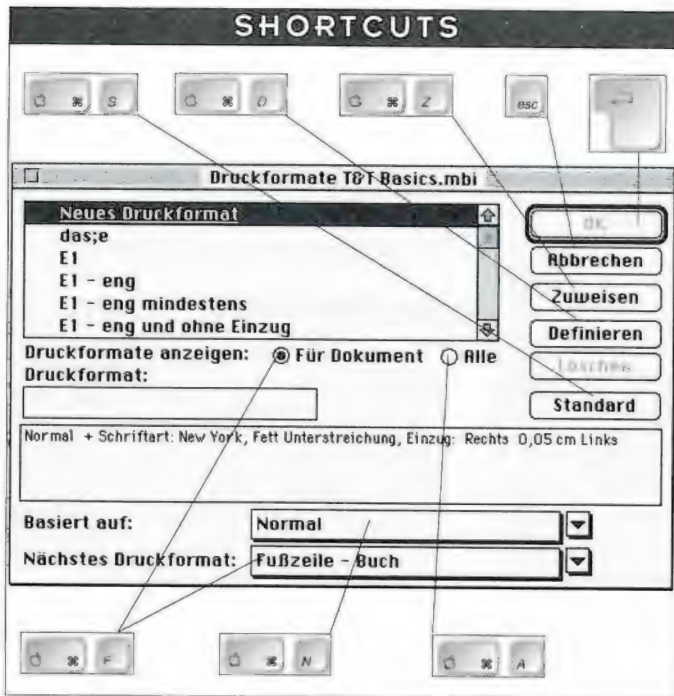 SHORTCUTS
⌘ S
⌘ D
⌘ Z
esc
Druckformate T&T Basics.mbi
Neues Druckformat
das;e
E1
E1 - eng
E1 - eng mindestens
E1 - eng und ohne Einzug
OK
Abbrechen
Zuweisen
Definieren
Löschen
Standard
Druckformate anzeigen: Für Dokument Alle
Druckformat:
Normal + Schriftart: New York, Fett Unterstreichung, Einzug: Rechts 0,05 cm Links
Basiert auf: Normal
Nächstes Druckformat: Fußzeile - Buch
⌘ F
⌘ N
⌘ A